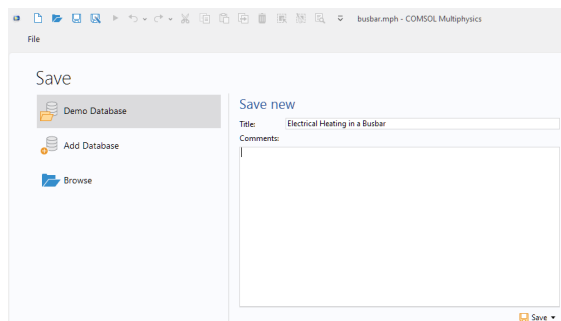 busbar.mph - COMSOL Multiphysics
File
Save
Demo Database
Add Database
Browse
Save new
Title: Electrical Heating in a Busbar
Comments:
Save